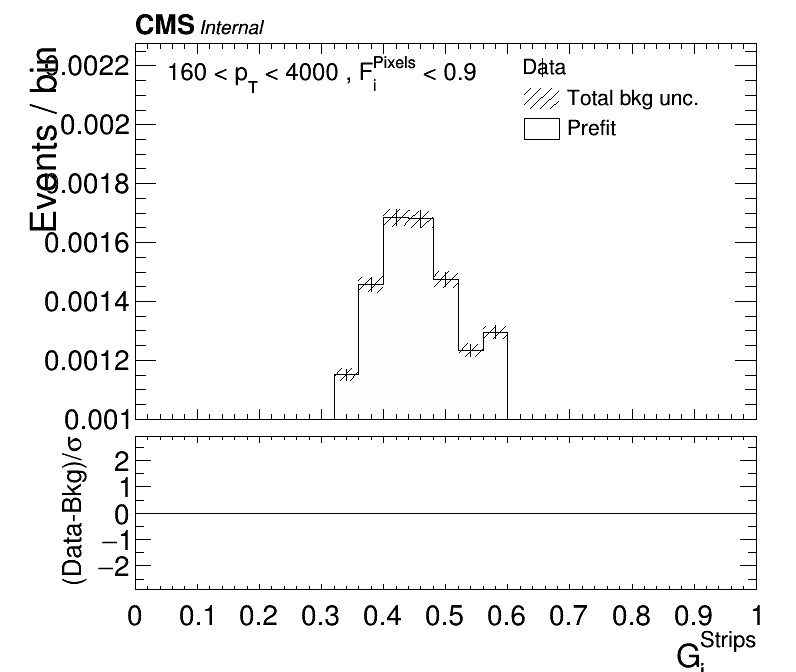 CMS Internal
160 < p_T < 4000 , F_i^Pixels < 0.9
Data
Total bkg unc.
Prefit
Events / bin
0.0022
0.002
0.0018
0.0016
0.0014
0.0012
0.001
(Data-Bkg)/σ
2
1
0
−1
−2
0 0.1 0.2 0.3 0.4 0.5 0.6 0.7 0.8 0.9 1
G_i^Strips